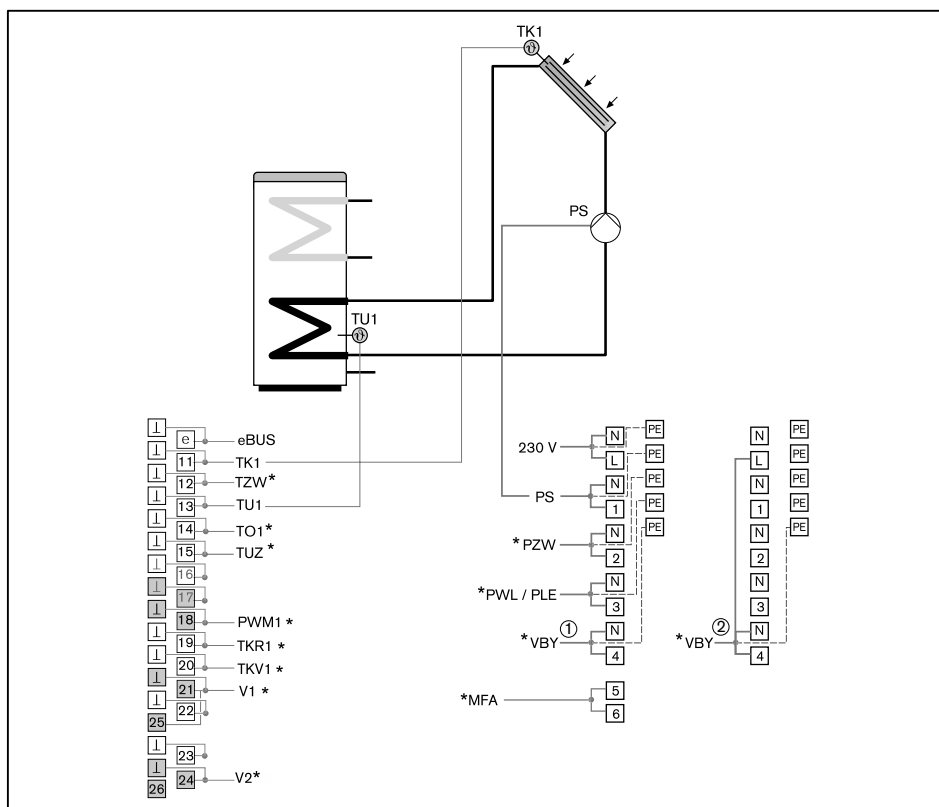 TK1
PS
TU1
⊥
e eBUS
⊥
11 TK1
⊥
12 TZW*
⊥
13 TU1
⊥
14 TO1*
⊥
15 TUZ *
⊥
16
⊥
17
⊥
18 PWM1 *
⊥
19 TKR1 *
⊥
20 TKV1 *
⊥
21 V1 *
⊥
22
25
⊥
23
⊥
24 V2*
26
230 V N PE
L PE
PS N PE
1 PE
*PZW N PE
2
*PWL / PLE N
3
*VBY ① N
4
*MFA 5
6
N PE
L PE
N PE
1 PE
N PE
2
N
3
*VBY ② N
4